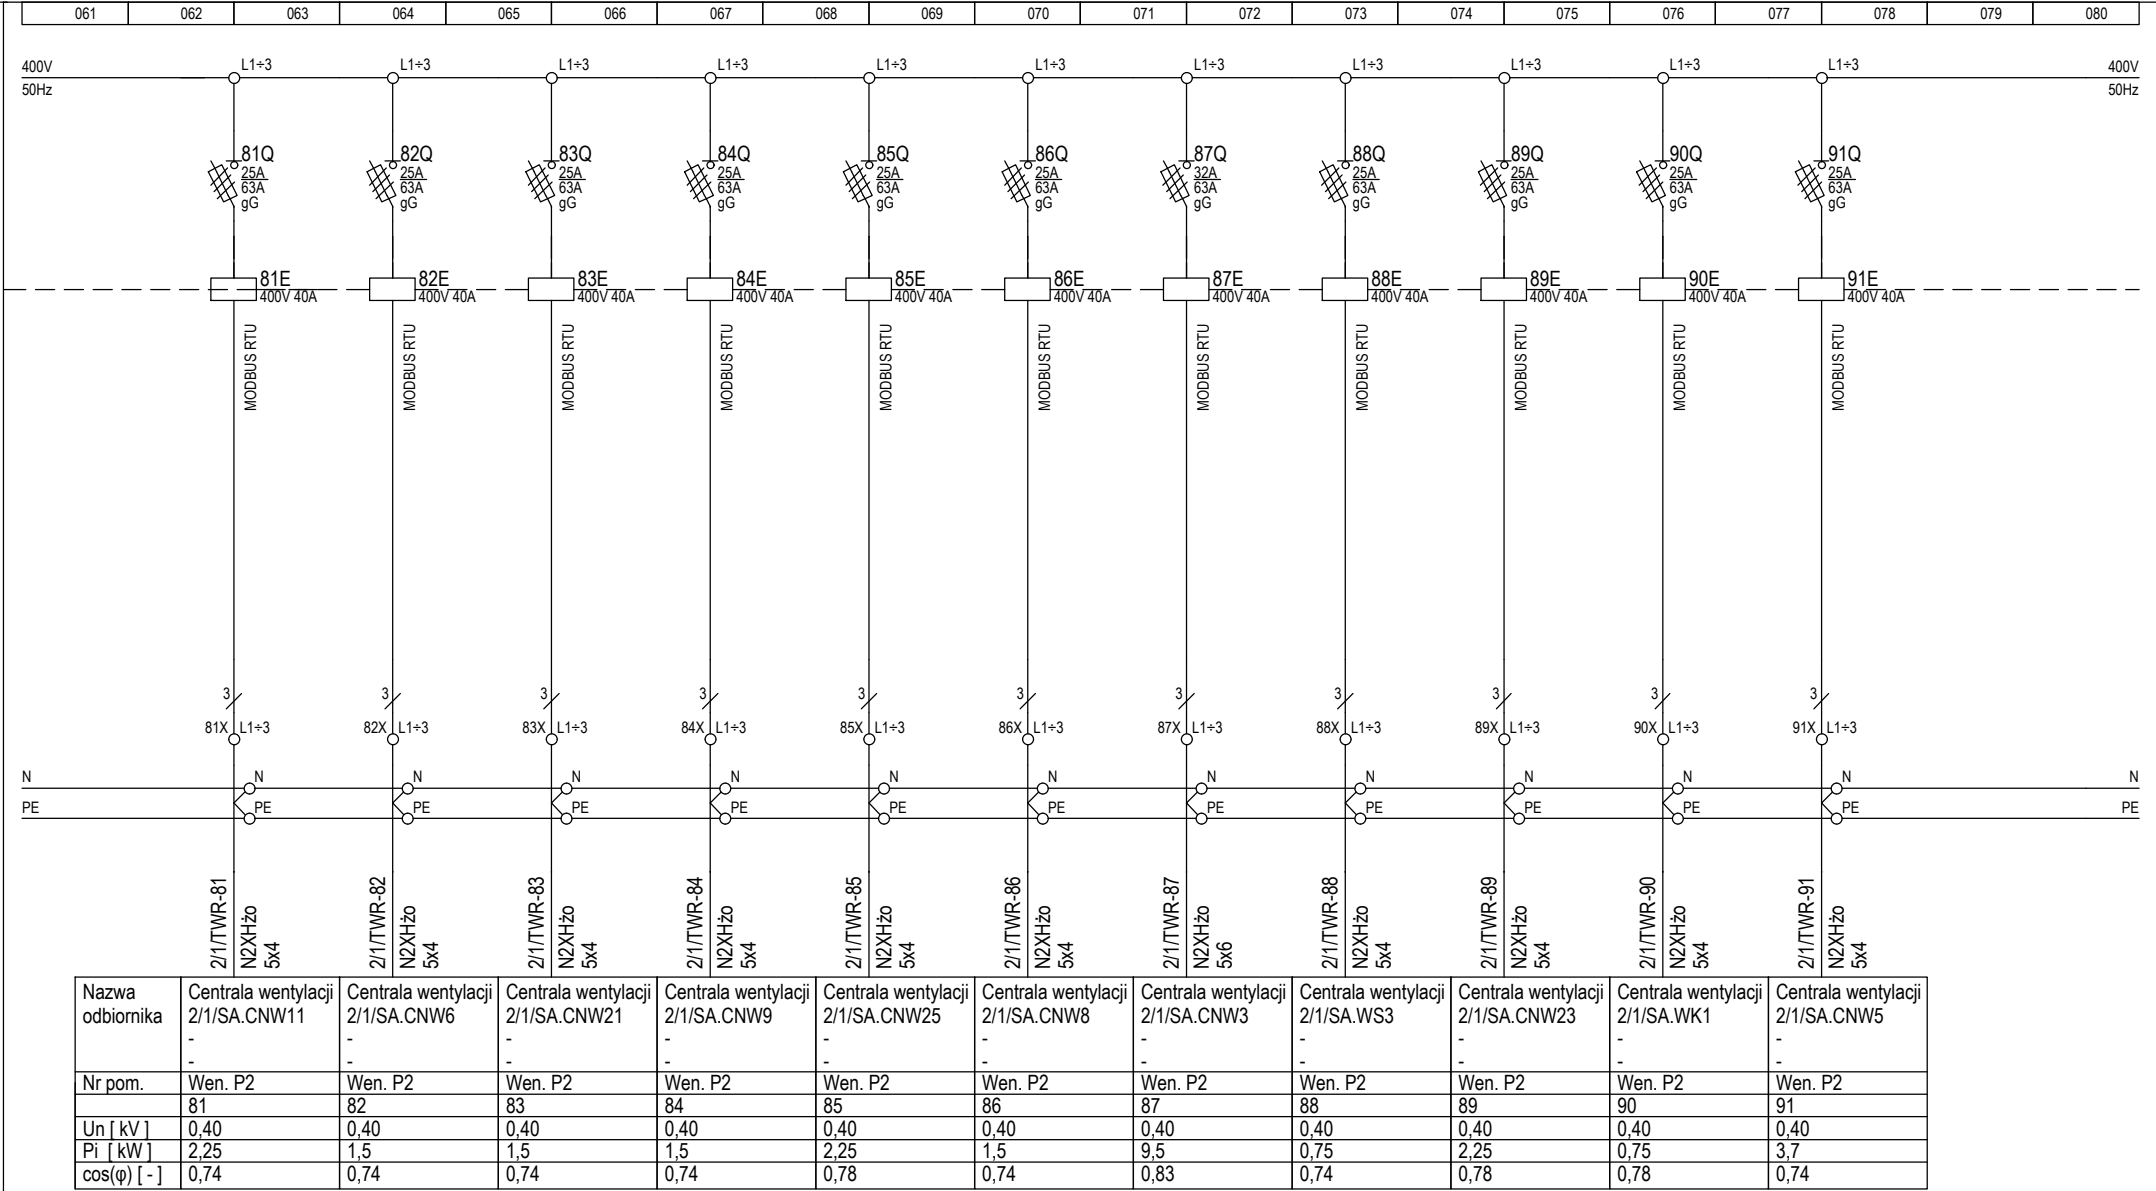 061 062 063 064 065 066 067 068 069 070 071 072 073 074 075 076 077 078 079 080
400V L1÷3 L1÷3 L1÷3 L1÷3 L1÷3 L1÷3 L1÷3 L1÷3 L1÷3 L1÷3 L1÷3 400V
50Hz 50Hz
81Q 82Q 83Q 84Q 85Q 86Q 87Q 88Q 89Q 90Q 91Q
25A 25A 25A 25A 25A 25A 32A 25A 25A 25A 25A
63A 63A 63A 63A 63A 63A 63A 63A 63A 63A 63A
gG gG gG gG gG gG gG gG gG gG gG
81E 82E 83E 84E 85E 86E 87E 88E 89E 90E 91E
400V 40A 400V 40A 400V 40A 400V 40A 400V 40A 400V 40A 400V 40A 400V 40A 400V 40A 400V 40A 400V 40A
MODBUS RTU MODBUS RTU MODBUS RTU MODBUS RTU MODBUS RTU MODBUS RTU MODBUS RTU MODBUS RTU MODBUS RTU MODBUS RTU MODBUS RTU
3 3 3 3 3 3 3 3 3 3 3
81X L1÷3 82X L1÷3 83X L1÷3 84X L1÷3 85X L1÷3 86X L1÷3 87X L1÷3 88X L1÷3 89X L1÷3 90X L1÷3 91X L1÷3
N N N N N N N N N N N N N
PE PE PE PE PE PE PE PE PE PE PE PE PE
2/1/TWR-81 2/1/TWR-82 2/1/TWR-83 2/1/TWR-84 2/1/TWR-85 2/1/TWR-86 2/1/TWR-87 2/1/TWR-88 2/1/TWR-89 2/1/TWR-90 2/1/TWR-91
N2XHżo N2XHżo N2XHżo N2XHżo N2XHżo N2XHżo N2XHżo N2XHżo N2XHżo N2XHżo N2XHżo
5x4 5x4 5x4 5x4 5x4 5x4 5x6 5x4 5x4 5x4 5x4
Nazwa Centrala wentylacji Centrala wentylacji Centrala wentylacji Centrala wentylacji Centrala wentylacji Centrala wentylacji Centrala wentylacji Centrala wentylacji Centrala wentylacji Centrala wentylacji Centrala wentylacji
odbiornika 2/1/SA.CNW11 2/1/SA.CNW6 2/1/SA.CNW21 2/1/SA.CNW9 2/1/SA.CNW25 2/1/SA.CNW8 2/1/SA.CNW3 2/1/SA.WS3 2/1/SA.CNW23 2/1/SA.WK1 2/1/SA.CNW5
- - - - - - - - - - -
- - - - - - - - - - -
Nr pom. Wen. P2 Wen. P2 Wen. P2 Wen. P2 Wen. P2 Wen. P2 Wen. P2 Wen. P2 Wen. P2 Wen. P2 Wen. P2
81 82 83 84 85 86 87 88 89 90 91
Un [ kV ] 0,40 0,40 0,40 0,40 0,40 0,40 0,40 0,40 0,40 0,40 0,40
Pi [ kW ] 2,25 1,5 1,5 1,5 2,25 1,5 9,5 0,75 2,25 0,75 3,7
cos(φ) [ - ] 0,74 0,74 0,74 0,74 0,78 0,74 0,83 0,74 0,78 0,78 0,74